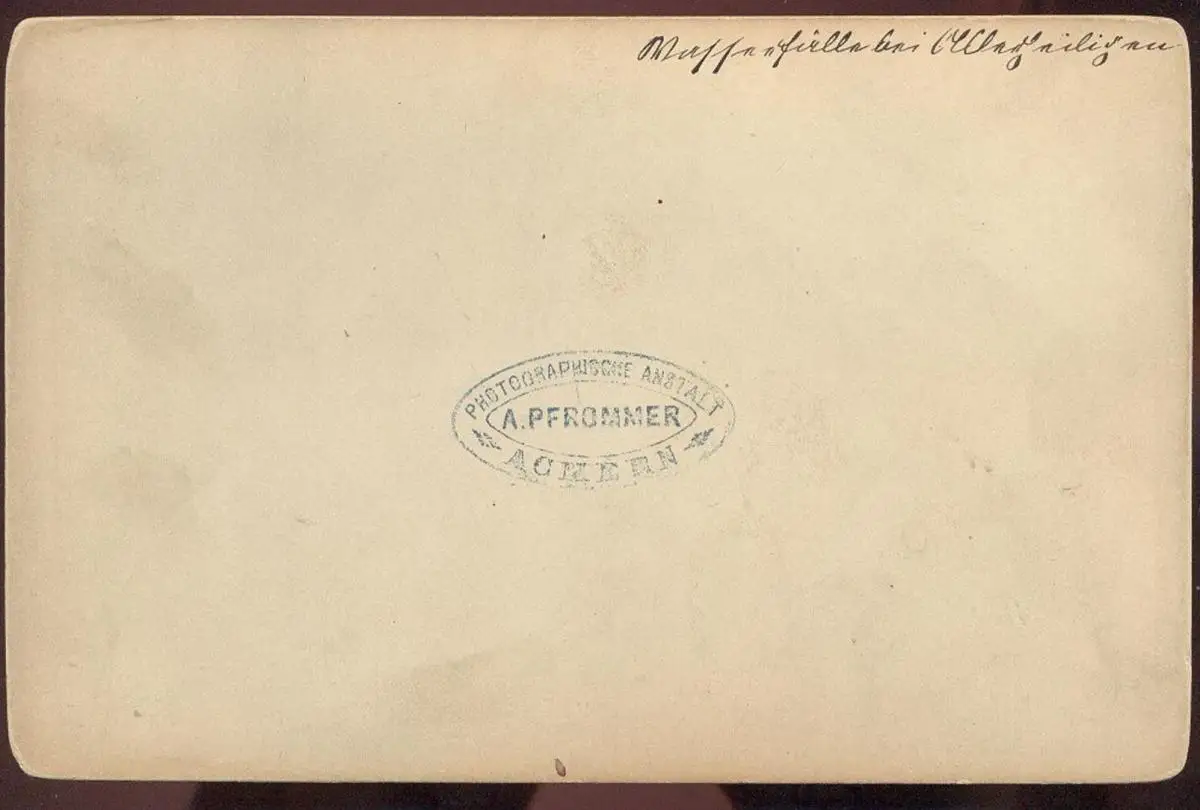 Wasserfälle bei Allerheiligen
PHOTOGRAPHISCHE ANSTALT
A. PFROMMER
ACHERN